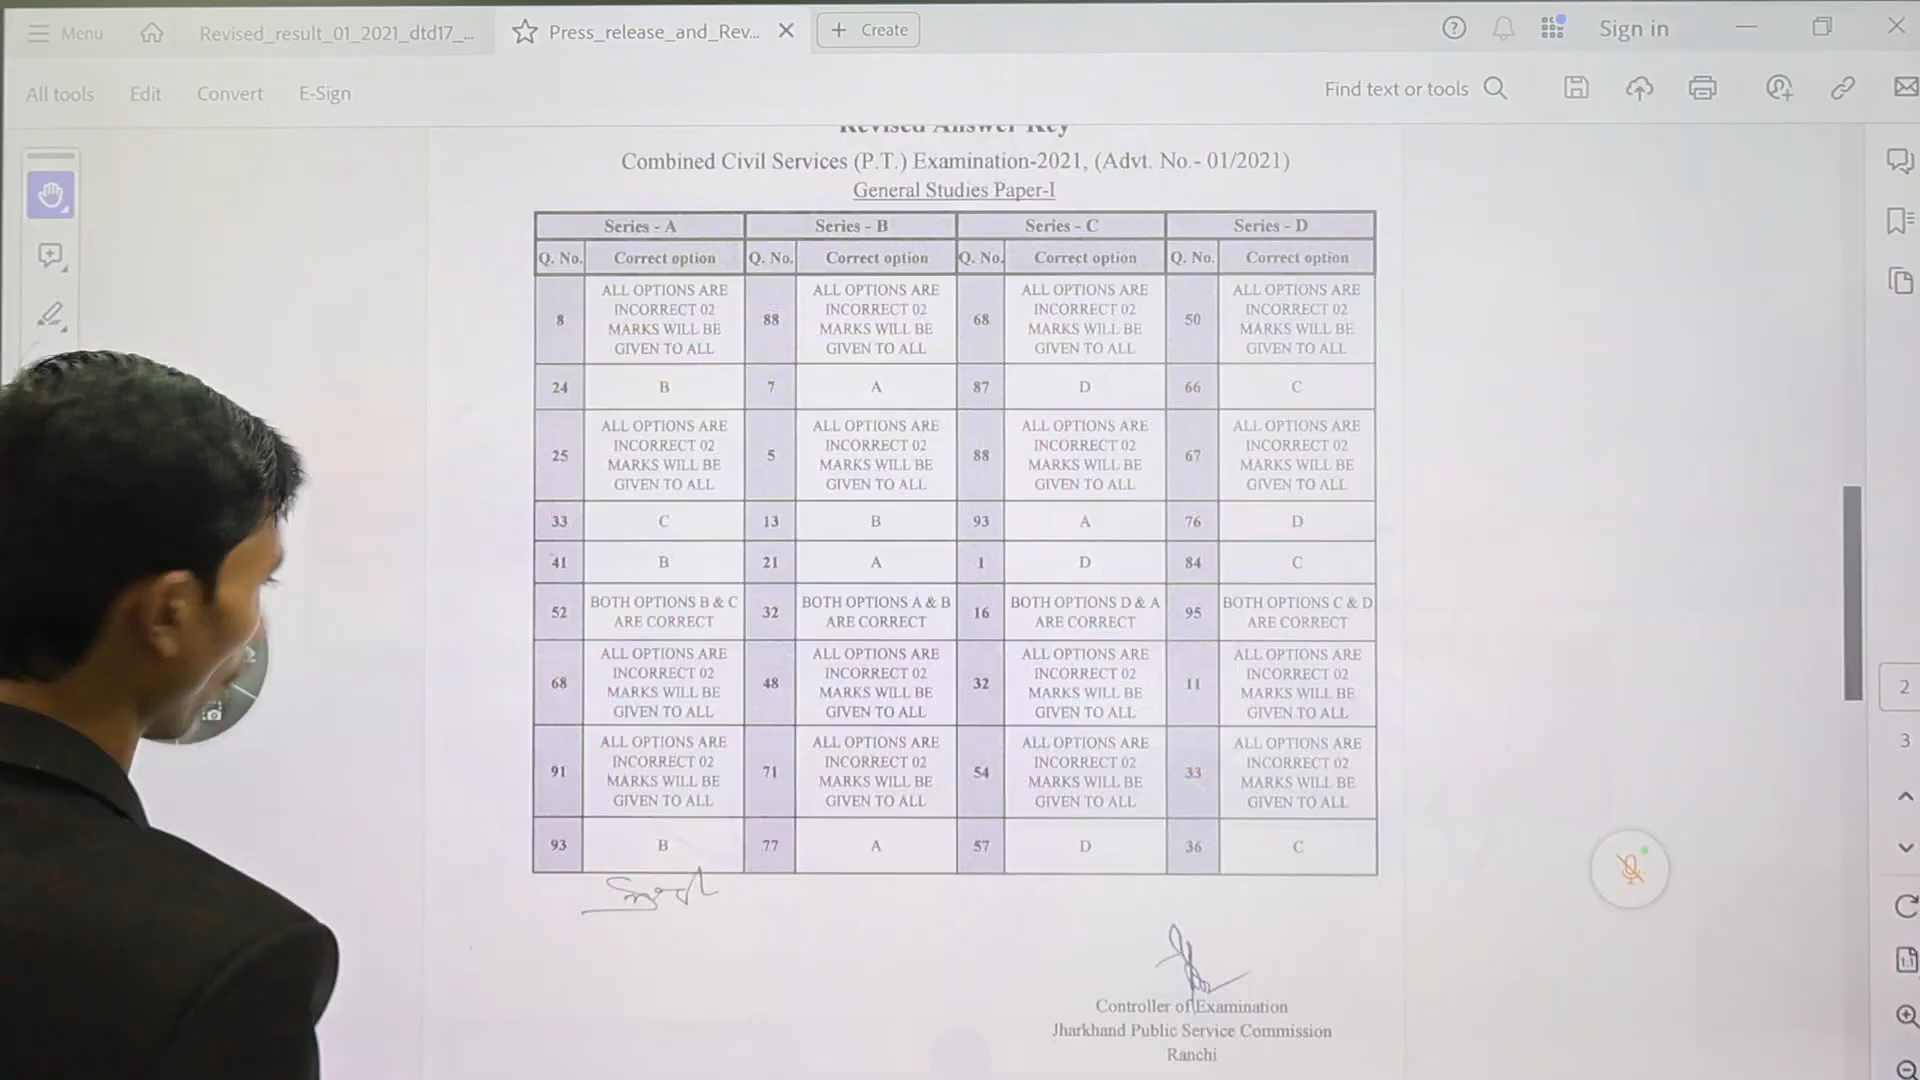 Menu
Revised_result_01_2021_dtd17_...
Press_release_and_Rev...
Create
Sign in
All tools
Edit
Convert
E-Sign
Find text or tools
Revised Answer Key
Combined Civil Services (P.T.) Examination-2021, (Advt. No.- 01/2021)
General Studies Paper-I
Series - A Series - B Series - C Series - D
Q. No. Correct option Q. No. Correct option Q. No. Correct option Q. No. Correct option
ALL OPTIONS ARE ALL OPTIONS ARE ALL OPTIONS ARE ALL OPTIONS ARE
8 INCORRECT 02 88 INCORRECT 02 68 INCORRECT 02 50 INCORRECT 02
MARKS WILL BE MARKS WILL BE MARKS WILL BE MARKS WILL BE
GIVEN TO ALL GIVEN TO ALL GIVEN TO ALL GIVEN TO ALL
24 B 7 A 87 D 66 C
ALL OPTIONS ARE ALL OPTIONS ARE ALL OPTIONS ARE ALL OPTIONS ARE
25 INCORRECT 02 5 INCORRECT 02 88 INCORRECT 02 67 INCORRECT 02
MARKS WILL BE MARKS WILL BE MARKS WILL BE MARKS WILL BE
GIVEN TO ALL GIVEN TO ALL GIVEN TO ALL GIVEN TO ALL
33 C 13 B 93 A 76 D
41 B 21 A 1 D 84 C
52 BOTH OPTIONS B & C 32 BOTH OPTIONS A & B 16 BOTH OPTIONS D & A 95 BOTH OPTIONS C & D
ARE CORRECT ARE CORRECT ARE CORRECT ARE CORRECT
ALL OPTIONS ARE ALL OPTIONS ARE ALL OPTIONS ARE ALL OPTIONS ARE
68 INCORRECT 02 48 INCORRECT 02 32 INCORRECT 02 11 INCORRECT 02
MARKS WILL BE MARKS WILL BE MARKS WILL BE MARKS WILL BE
GIVEN TO ALL GIVEN TO ALL GIVEN TO ALL GIVEN TO ALL
ALL OPTIONS ARE ALL OPTIONS ARE ALL OPTIONS ARE ALL OPTIONS ARE
91 INCORRECT 02 71 INCORRECT 02 54 INCORRECT 02 33 INCORRECT 02
MARKS WILL BE MARKS WILL BE MARKS WILL BE MARKS WILL BE
GIVEN TO ALL GIVEN TO ALL GIVEN TO ALL GIVEN TO ALL
93 B 77 A 57 D 36 C
Controller of Examination
Jharkhand Public Service Commission
Ranchi
2
3